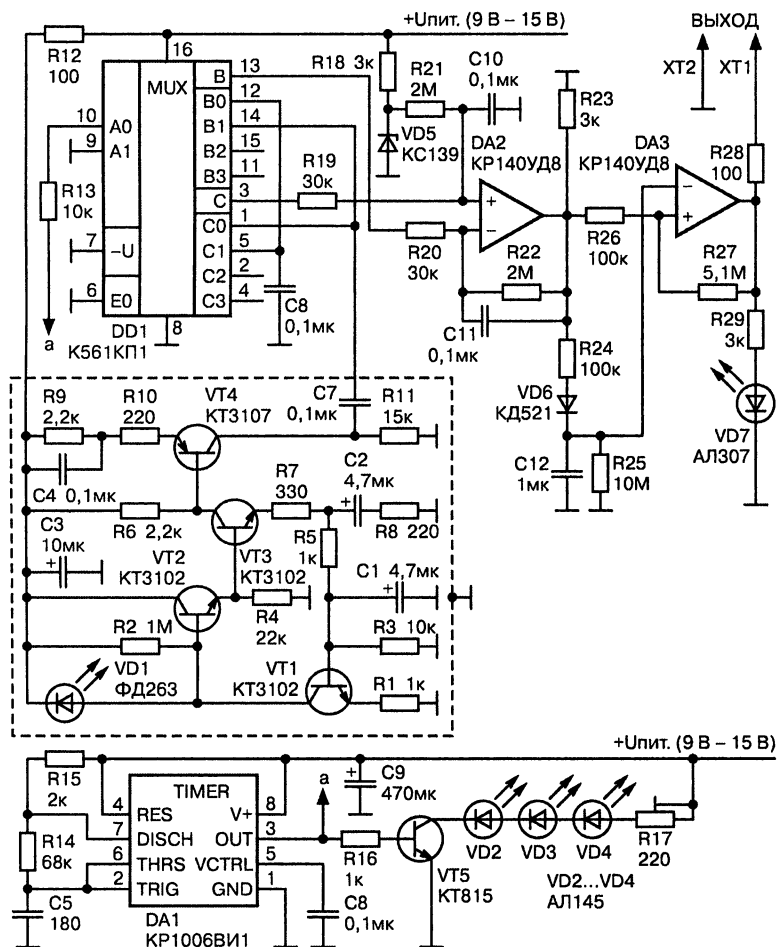 +Uпит. (9 В – 15 В)
ВЫХОД
XT2
XT1
R12
100
16
MUX
10
A0
9
A1
R13
10к
7
–U
6
E0
a
8
DD1
К561КП1
B
13
B0
12
B1
14
B2
15
B3
11
C
3
C0
1
C1
5
C2
2
C3
4
R18 3к
R21
2М
C10
0,1мк
VD5
КС139
R19
30к
R20
30к
C8
0,1мк
DA2
КР140УД8
+
–
R22
2М
C11
0,1мк
R23
3к
R26
100к
DA3
КР140УД8
–
+
R28
100
R27
5,1М
R29
3к
VD7
АЛ307
R24
100к
VD6
КД521
C12
1мк
R25
10М
R9
2,2к
R10
220
VT4
КТ3107
C7
0,1мк
R11
15к
C4 0,1мк
R6 2,2к
C3
10мк
+
VT2
КТ3102
R7
330
C2
4,7мк
+
R8 220
R5
1к
VT3
КТ3102
R4
22к
C1 4,7мк
+
R2 1М
VD1
ФД263
VT1
КТ3102
R3 10к
R1 1к
+Uпит. (9 В – 15 В)
R15
2к
R14
68к
C5
180
TIMER
4
RES
V+
8
7
DISCH
OUT
3
6
THRS
VCTRL
5
2
TRIG
GND
1
DA1
КР1006ВИ1
a
+
C9
470мк
R16
1к
C8
0,1мк
VT5
КТ815
VD2
VD3
VD4
R17
220
VD2...VD4
АЛ145